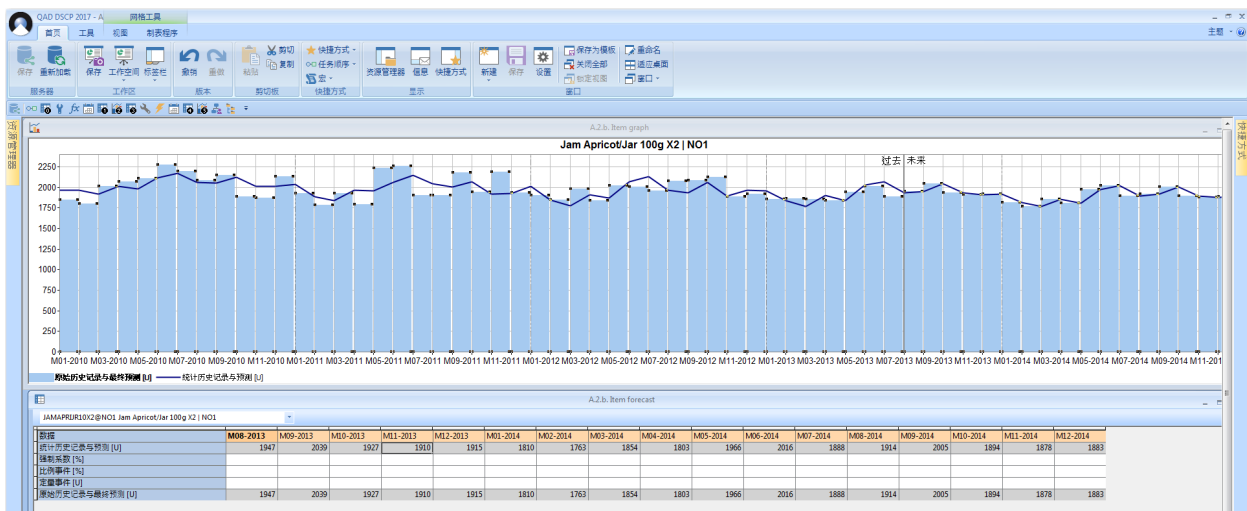 QAD DSCP 2017 - A 网格工具
首页 工具 视图 制表程序 主题
保存 重新加载 保存 工作空间 标签栏 撤销 重做 粘贴 剪切 复制 快捷方式 任务顺序 宏 资源管理器 信息 快捷方式 新建 保存 设置 保存为模板 关闭全部 锁定视图 重命名 适应桌面 窗口
服务器 工作区 版本 剪切板 快捷方式 显示 窗口
资源管理器
快捷方式
A.2.b. Item graph
Jam Apricot/Jar 100g X2 | NO1
过去 未来
2250
2000
1750
1500
1250
1000
750
500
250
0
M01-2010 M03-2010 M05-2010 M07-2010 M09-2010 M11-2010 M01-2011 M03-2011 M05-2011 M07-2011 M09-2011 M11-2011 M01-2012 M03-2012 M05-2012 M07-2012 M09-2012 M11-2012 M01-2013 M03-2013 M05-2013 M07-2013 M09-2013 M11-2013 M01-2014 M03-2014 M05-2014 M07-2014 M09-2014 M11-201
原始历史记录与最终预测 [U] 统计历史记录与预测 [U]
A.2.b. Item forecast
JAMAPRIJR10X2@NO1 Jam Apricot/Jar 100g X2 | NO1
数据 M08-2013 M09-2013 M10-2013 M11-2013 M12-2013 M01-2014 M02-2014 M03-2014 M04-2014 M05-2014 M06-2014 M07-2014 M08-2014 M09-2014 M10-2014 M11-2014 M12-2014
统计历史记录与预测 [U] 1947 2039 1927 1910 1915 1810 1763 1854 1803 1966 2016 1888 1914 2005 1894 1878 1883
强制系数 [%]
比例事件 [%]
定量事件 [U]
原始历史记录与最终预测 [U] 1947 2039 1927 1910 1915 1810 1763 1854 1803 1966 2016 1888 1914 2005 1894 1878 1883